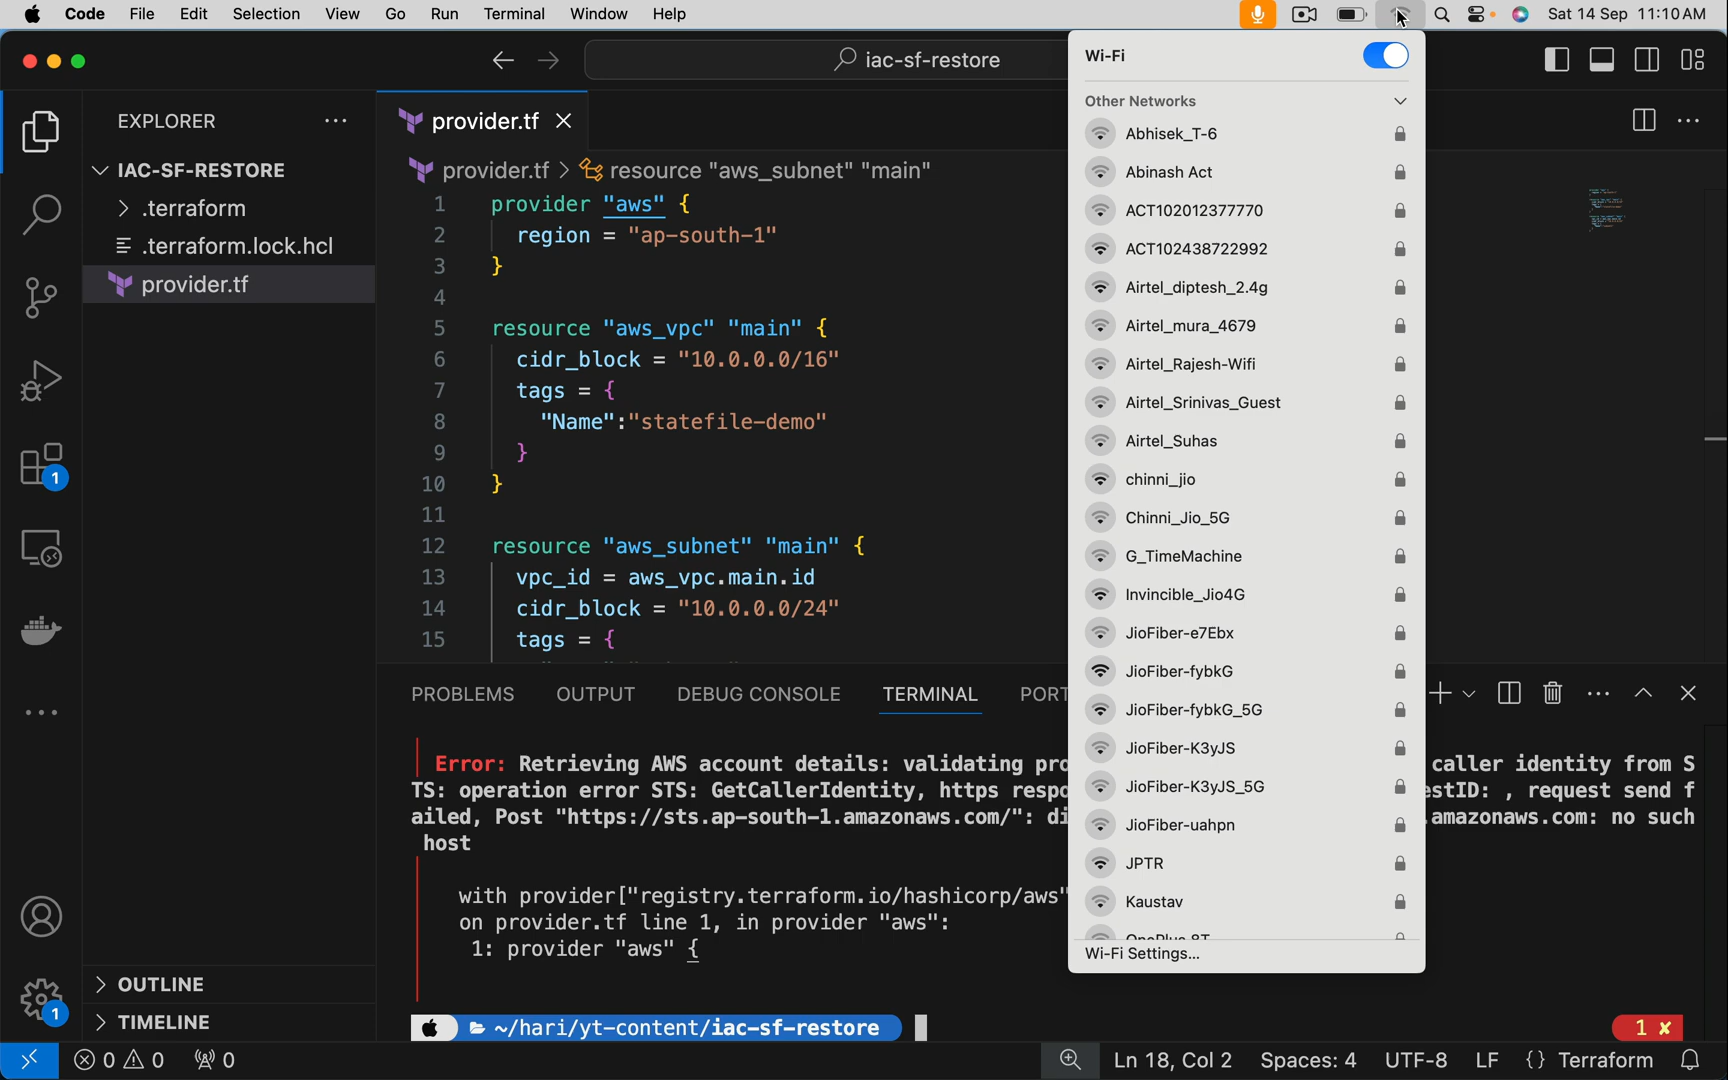 Code File Edit Selection View Go Run Terminal Window Help Sat 14 Sep 11:10 AM
iac-sf-restore
EXPLORER
IAC-SF-RESTORE
.terraform
.terraform.lock.hcl
provider.tf
OUTLINE
TIMELINE
1
1
provider.tf
provider.tf > resource "aws_subnet" "main"
1 provider "aws" {
2 region = "ap-south-1"
3 }
4
5 resource "aws_vpc" "main" {
6 cidr_block = "10.0.0.0/16"
7 tags = {
8 "Name":"statefile-demo"
9 }
10 }
11
12 resource "aws_subnet" "main" {
13 vpc_id = aws_vpc.main.id
14 cidr_block = "10.0.0.0/24"
15 tags = {
PROBLEMS OUTPUT DEBUG CONSOLE TERMINAL PORT
Error: Retrieving AWS account details: validating pro caller identity from S
TS: operation error STS: GetCallerIdentity, https respo estID: , request send f
ailed, Post "https://sts.ap-south-1.amazonaws.com/": di .amazonaws.com: no such
host
with provider["registry.terraform.io/hashicorp/aws"
on provider.tf line 1, in provider "aws":
1: provider "aws" {
~/hari/yt-content/iac-sf-restore 1 ✘
Wi-Fi
Other Networks
Abhisek_T-6
Abinash Act
ACT102012377770
ACT102438722992
Airtel_diptesh_2.4g
Airtel_mura_4679
Airtel_Rajesh-Wifi
Airtel_Srinivas_Guest
Airtel_Suhas
chinni_jio
Chinni_Jio_5G
G_TimeMachine
Invincible_Jio4G
JioFiber-e7Ebx
JioFiber-fybkG
JioFiber-fybkG_5G
JioFiber-K3yJS
JioFiber-K3yJS_5G
JioFiber-uahpn
JPTR
Kaustav
OnePlus 8T
Wi-Fi Settings...
0 0 0 Ln 18, Col 2 Spaces: 4 UTF-8 LF {} Terraform